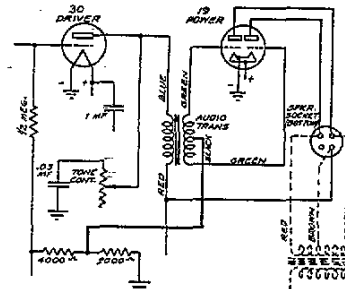 30
DRIVER
19
POWER
- +
- +
1 MF
½ MEG.
BLUE
GREEN
AUDIO
TRANS
BLACK
GREEN
RED
SPKR.
SOCKET
(BOTTOM)
.03
MF
TONE
CONT.
RED
BROWN
4000 ω
2000 ω